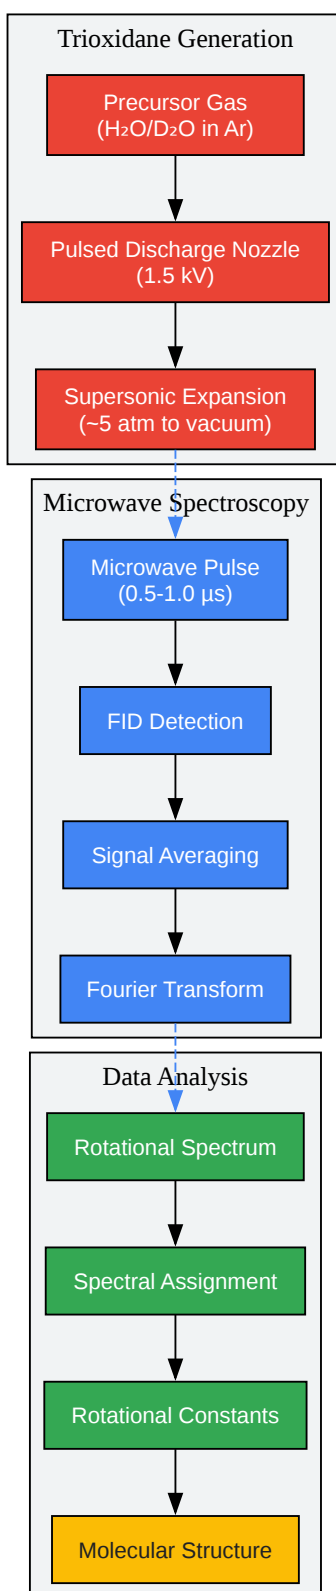 Trioxidane Generation
Precursor Gas
(H₂O/D₂O in Ar)
Pulsed Discharge Nozzle
(1.5 kV)
Supersonic Expansion
(~5 atm to vacuum)
Microwave Spectroscopy
Microwave Pulse
(0.5-1.0 µs)
FID Detection
Signal Averaging
Fourier Transform
Data Analysis
Rotational Spectrum
Spectral Assignment
Rotational Constants
Molecular Structure